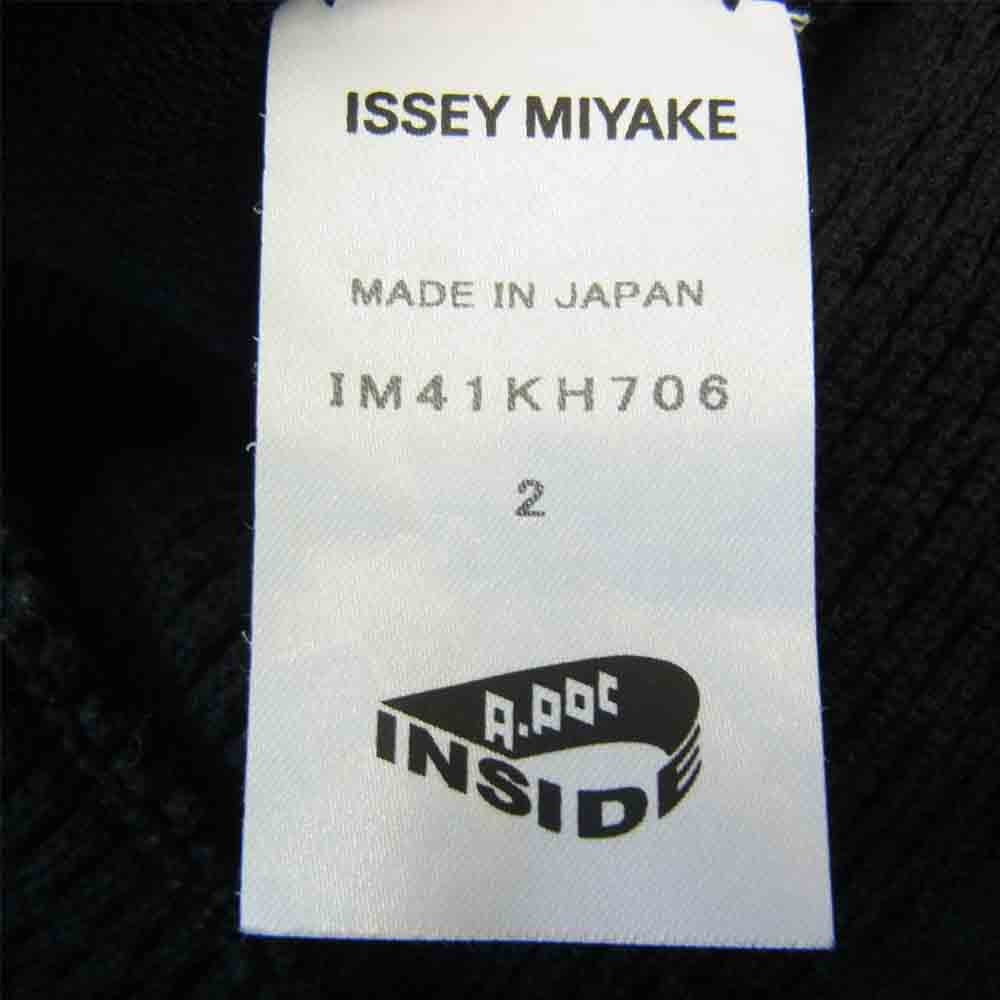 ISSEY MIYAKE
MADE IN JAPAN
IM41KH706
2
A.POC
INSIDE